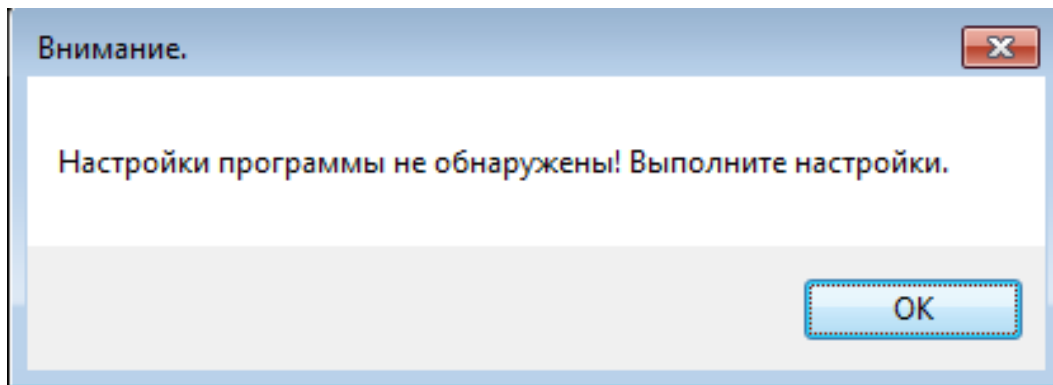 Внимание.
Настройки программы не обнаружены! Выполните настройки.
OK